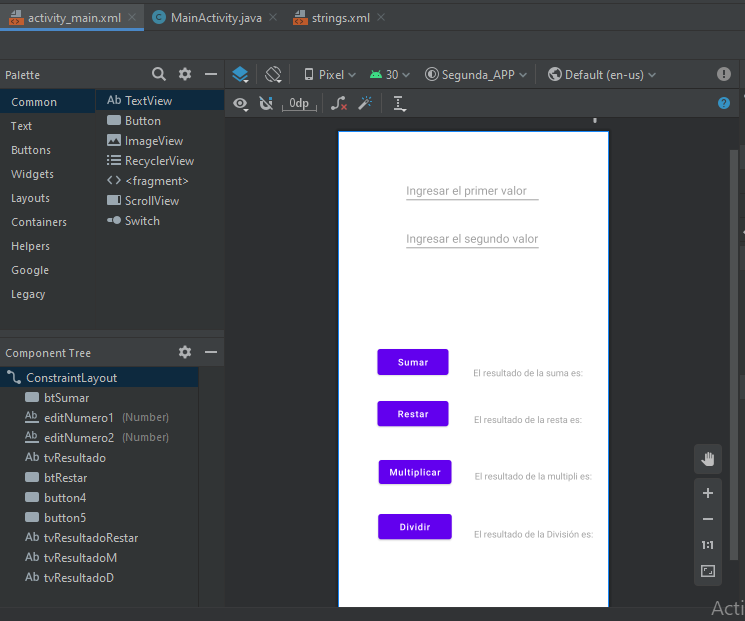 activity_main.xml MainActivity.java strings.xml
Palette
Pixel 30 Segunda_APP Default (en-us)
0dp
Common
Text
Buttons
Widgets
Layouts
Containers
Helpers
Google
Legacy
Ab TextView
Button
ImageView
RecyclerView
<fragment>
ScrollView
Switch
Ingresar el primer valor
Ingresar el segundo valor
Sumar
El resultado de la suma es:
Restar
El resultado de la resta es:
Multiplicar
El resultado de la multipli es:
Dividir
El resultado de la División es:
Component Tree
ConstraintLayout
btSumar
Ab editNumero1 (Number)
Ab editNumero2 (Number)
Ab tvResultado
btRestar
button4
button5
Ab tvResultadoRestar
Ab tvResultadoM
Ab tvResultadoD
1:1
Acti